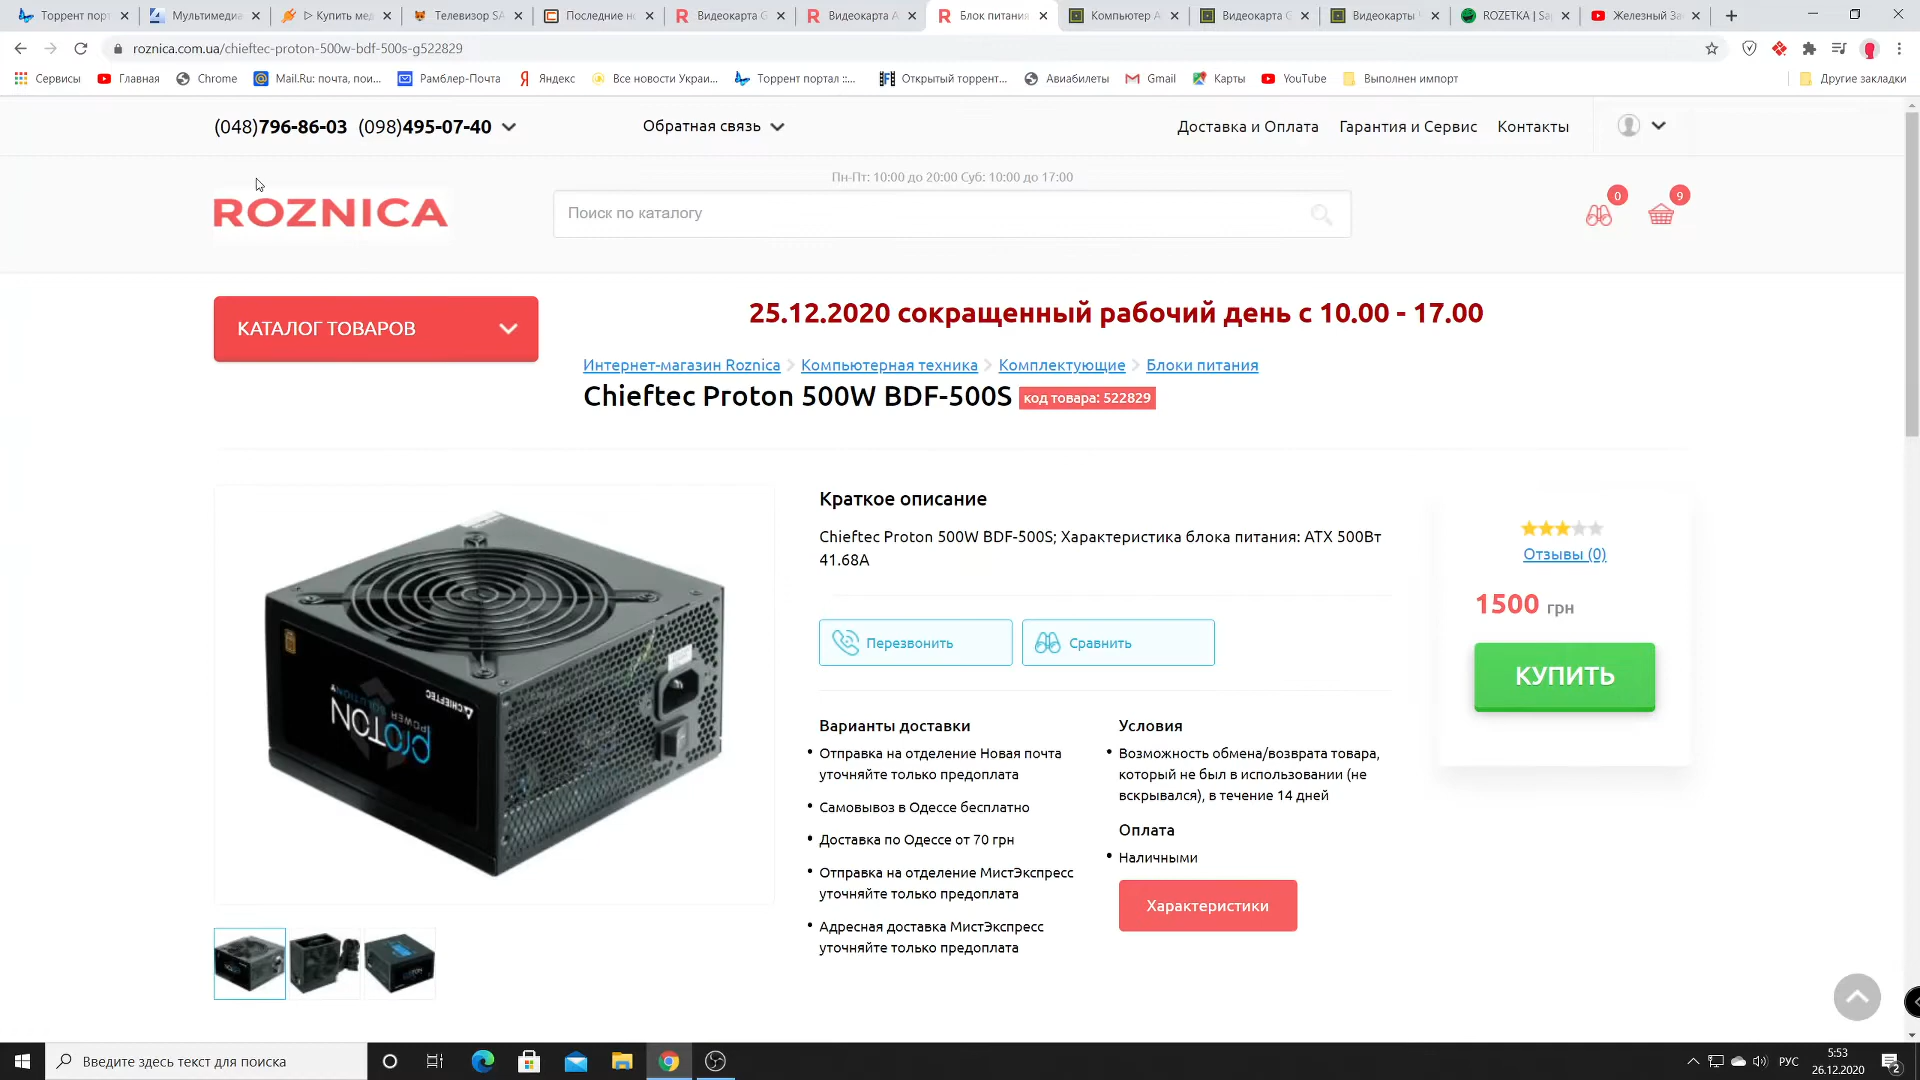 Торрент порт
Мультимедиа
▷ Купить мед
Телевизор SA
Последние но
Видеокарта G
Видеокарта A
Блок питания
Компьютер A
Видеокарта G
Видеокарты
ROZETKA | Sa
Железный За
roznica.com.ua/chieftec-proton-500w-bdf-500s-g522829
Сервисы
Главная
Chrome
Mail.Ru: почта, пои...
Рамблер-Почта
Яндекс
Все новости Украи...
Торрент портал ::...
Открытый торрент...
Авиабилеты
Gmail
Карты
YouTube
Выполнен импорт
Другие закладки
(048)796-86-03 (098)495-07-40
Обратная связь
Доставка и Оплата
Гарантия и Сервис
Контакты
Пн-Пт: 10:00 до 20:00 Суб: 10:00 до 17:00
ROZNICA
Поиск по каталогу
0
9
КАТАЛОГ ТОВАРОВ
25.12.2020 сокращенный рабочий день с 10.00 - 17.00
Интернет-магазин Roznica
Компьютерная техника
Комплектующие
Блоки питания
Chieftec Proton 500W BDF-500S
код товара: 522829
Краткое описание
Chieftec Proton 500W BDF-500S; Характеристика блока питания: ATX 500Вт
41.68A
Отзывы (0)
1500 грн
КУПИТЬ
Перезвонить
Сравнить
CHIEFTEC
PROTON
POWER SOLUTION
Варианты доставки
Отправка на отделение Новая почта
уточняйте только предоплата
Самовывоз в Одессе бесплатно
Доставка по Одессе от 70 грн
Отправка на отделение МистЭкспресс
уточняйте только предоплата
Адресная доставка МистЭкспресс
уточняйте только предоплата
Условия
Возможность обмена/возврата товара,
который не был в использовании (не
вскрывался), в течение 14 дней
Оплата
Наличными
Характеристики
Введите здесь текст для поиска
РУС
5:53
26.12.2020
2